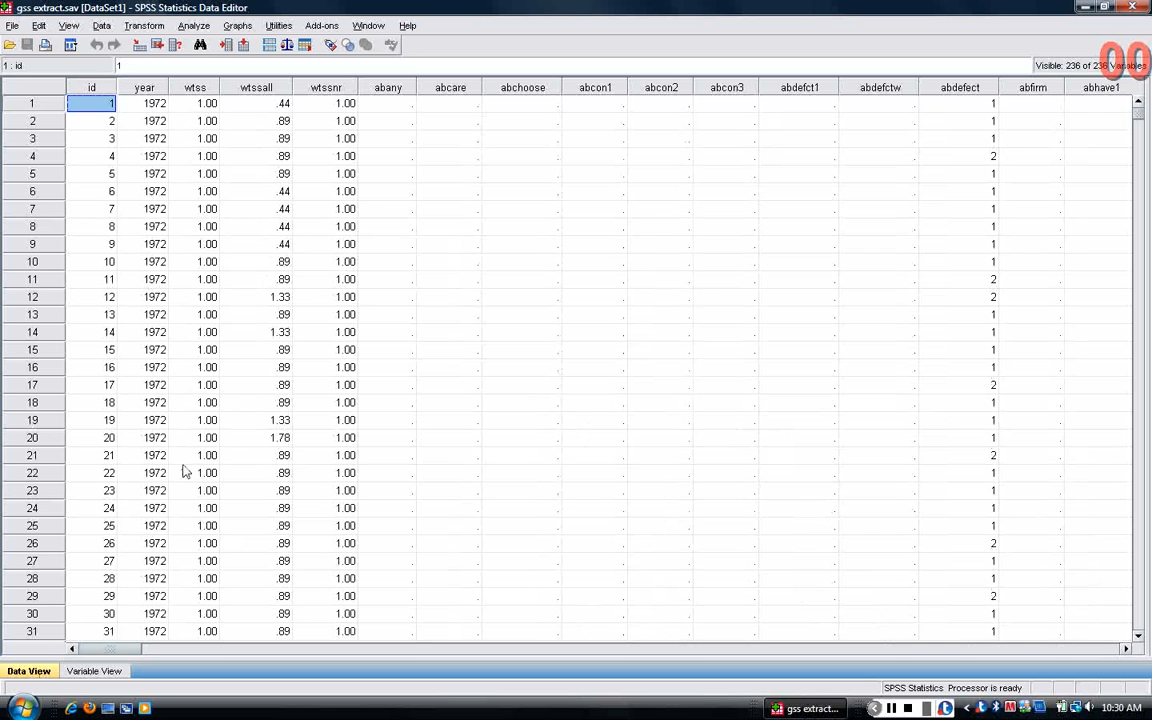 gss extract.sav [DataSet1] - SPSS Statistics Data Editor
File Edit View Data Transform Analyze Graphs Utilities Add-ons Window Help
1 : id 1 Visible: 236 of 236 Variables
00
id year wtss wtssall wtssnr abany abcare abchoose abcon1 abcon2 abcon3 abdefct1 abdefctw abdefect abfirm abhave1
1 1 1972 1.00 .44 1.00 . . . . . . . . 1 .
2 2 1972 1.00 .89 1.00 . . . . . . . . 1 .
3 3 1972 1.00 .89 1.00 . . . . . . . . 1 .
4 4 1972 1.00 .89 1.00 . . . . . . . . 2 .
5 5 1972 1.00 .89 1.00 . . . . . . . . 1 .
6 6 1972 1.00 .44 1.00 . . . . . . . . 1 .
7 7 1972 1.00 .44 1.00 . . . . . . . . 1 .
8 8 1972 1.00 .44 1.00 . . . . . . . . 1 .
9 9 1972 1.00 .44 1.00 . . . . . . . . 1 .
10 10 1972 1.00 .89 1.00 . . . . . . . . 1 .
11 11 1972 1.00 .89 1.00 . . . . . . . . 2 .
12 12 1972 1.00 1.33 1.00 . . . . . . . . 2 .
13 13 1972 1.00 .89 1.00 . . . . . . . . 1 .
14 14 1972 1.00 1.33 1.00 . . . . . . . . 1 .
15 15 1972 1.00 .89 1.00 . . . . . . . . 1 .
16 16 1972 1.00 .89 1.00 . . . . . . . . 1 .
17 17 1972 1.00 .89 1.00 . . . . . . . . 2 .
18 18 1972 1.00 .89 1.00 . . . . . . . . 1 .
19 19 1972 1.00 1.33 1.00 . . . . . . . . 1 .
20 20 1972 1.00 1.78 1.00 . . . . . . . . 1 .
21 21 1972 1.00 .89 1.00 . . . . . . . . 2 .
22 22 1972 1.00 .89 1.00 . . . . . . . . 1 .
23 23 1972 1.00 .89 1.00 . . . . . . . . 1 .
24 24 1972 1.00 .89 1.00 . . . . . . . . 1 .
25 25 1972 1.00 .89 1.00 . . . . . . . . 1 .
26 26 1972 1.00 .89 1.00 . . . . . . . . 2 .
27 27 1972 1.00 .89 1.00 . . . . . . . . 1 .
28 28 1972 1.00 .89 1.00 . . . . . . . . 1 .
29 29 1972 1.00 .89 1.00 . . . . . . . . 2 .
30 30 1972 1.00 .89 1.00 . . . . . . . . 1 .
31 31 1972 1.00 .89 1.00 . . . . . . . . 1 .
Data View Variable View
SPSS Statistics Processor is ready
gss extract... 10:30 AM